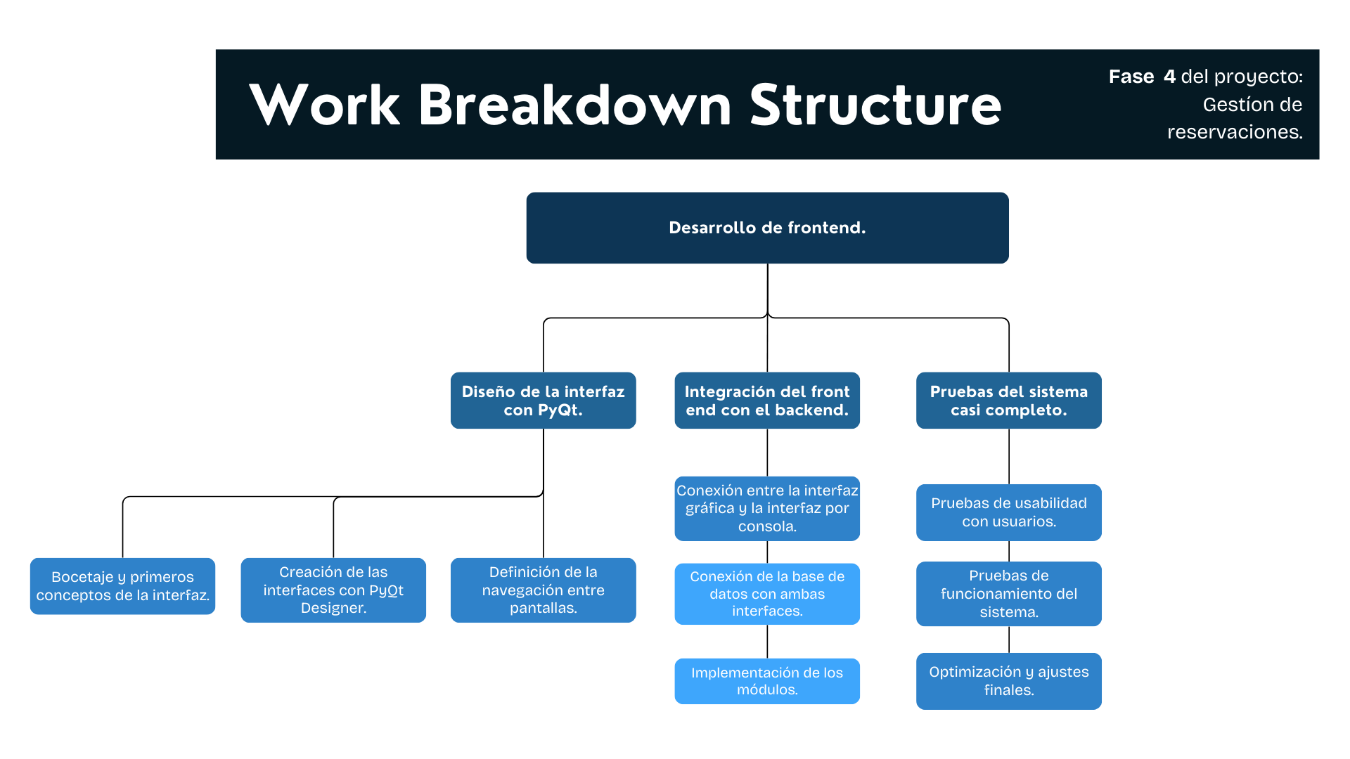 Work Breakdown Structure
Fase 4 del proyecto:
Gestíon de
reservaciones.
Desarrollo de frontend.
Diseño de la interfaz
con PyQt.
Integración del front
end con el backend.
Pruebas del sistema
casi completo.
Bocetaje y primeros
conceptos de la interfaz.
Creación de las
interfaces con PyQt
Designer.
Definición de la
navegación entre
pantallas.
Conexión entre la interfaz
gráfica y la interfaz por
consola.
Conexión de la base de
datos con ambas
interfaces.
Implementación de los
módulos.
Pruebas de usabilidad
con usuarios.
Pruebas de
funcionamiento del
sistema.
Optimización y ajustes
finales.